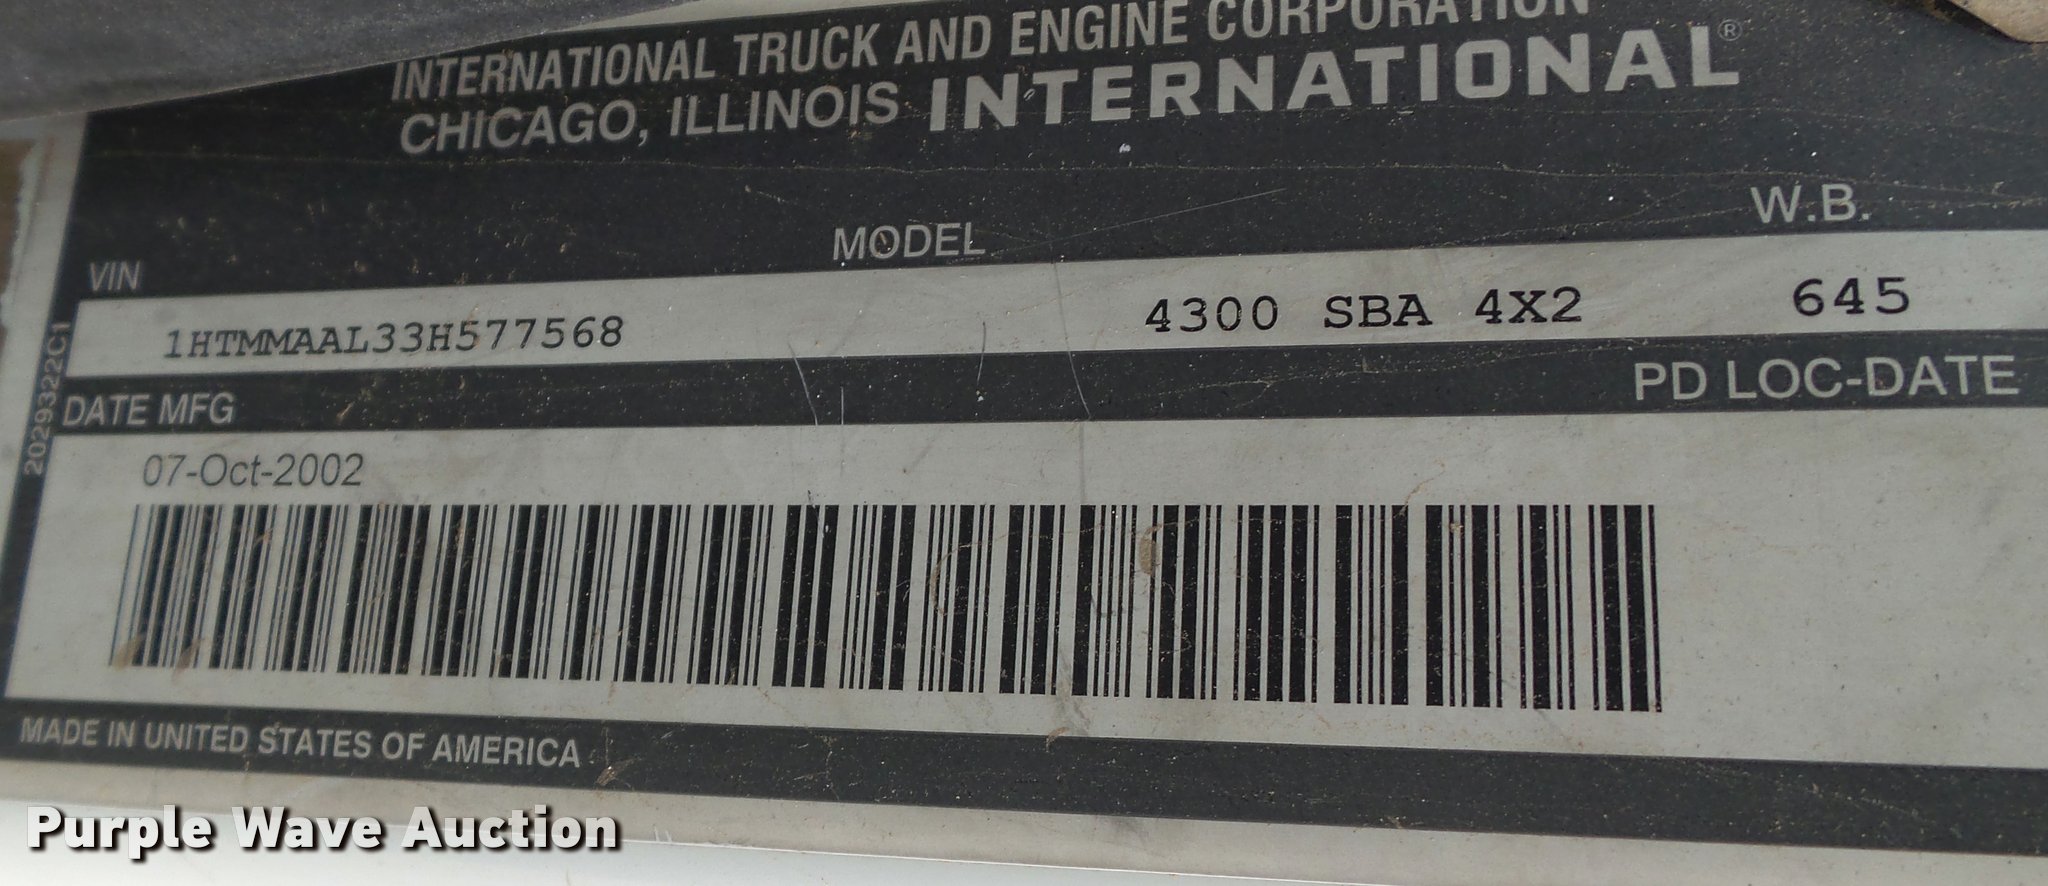 INTERNATIONAL TRUCK AND ENGINE CORPORATION
CHICAGO, ILLINOIS INTERNATIONAL®
VIN MODEL W.B.
1HTMMAAL33H577568 4300 SBA 4X2 645
DATE MFG PD LOC-DATE
07-Oct-2002
2029322C1
MADE IN UNITED STATES OF AMERICA
Purple Wave Auction